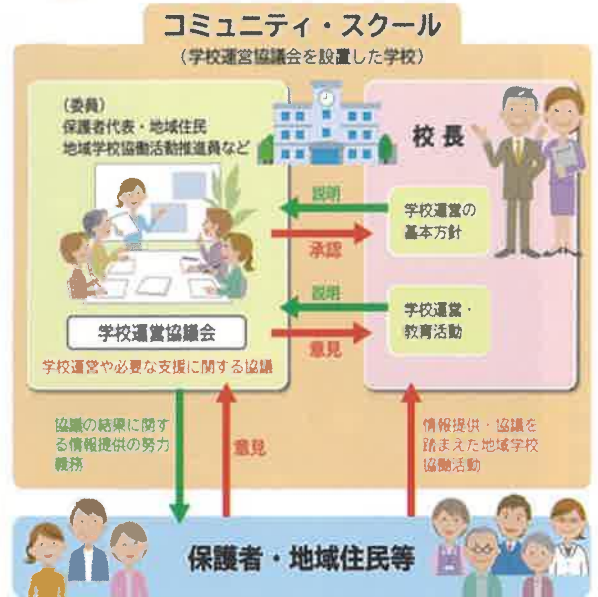 コミュニティ・スクール
(学校運営協議会を設置した学校)
(委員)
保護者代表・地域住民
地域学校協働活動推進員など
校長
説明
承認
学校運営の
基本方針
説明
意見
学校運営・
教育活動
学校運営協議会
学校運営や必要な支援に関する協議
協議の結果に関す
る情報提供の努力
義務
意見
情報提供・協議を
踏まえた地域学校
協働活動
保護者・地域住民等